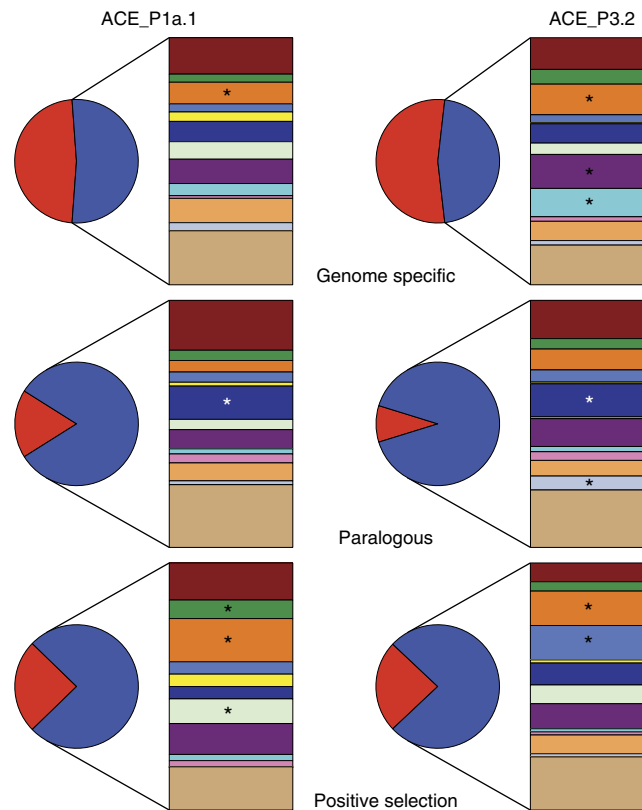 ACE_P1a.1
ACE_P3.2
*
*
*
*
Genome specific
*
*
*
Paralogous
*
*
*
*
*
Positive selection